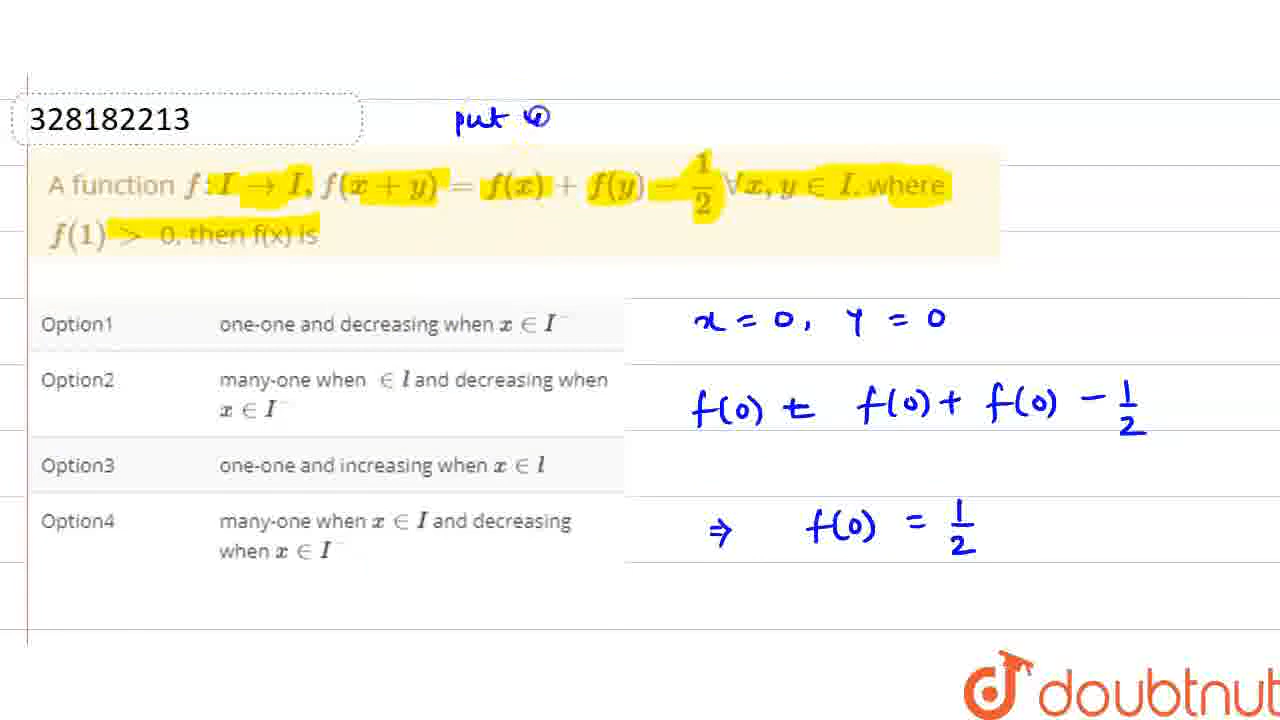 328182213
put
A function f: I → I, f(x + y) = f(x) + f(y) − 1/2 ∀ x, y ∈ I, where
f(1) > 0, then f(x) is
Option1 one-one and decreasing when x ∈ I⁻
Option2 many-one when ∈ l and decreasing when
x ∈ I⁻
Option3 one-one and increasing when x ∈ l
Option4 many-one when x ∈ I and decreasing
when x ∈ I⁻
x = 0, y = 0
f(0) = f(0) + f(0) − 1/2
⇒ f(0) = 1/2
doubtnut